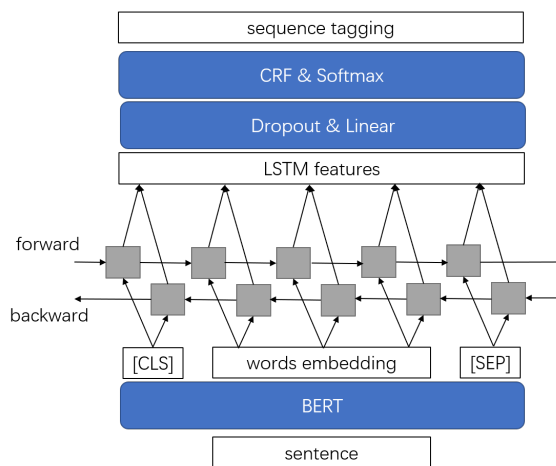 sequence tagging
CRF & Softmax
Dropout & Linear
LSTM features
forward
backward
[CLS] words embedding [SEP]
BERT
sentence